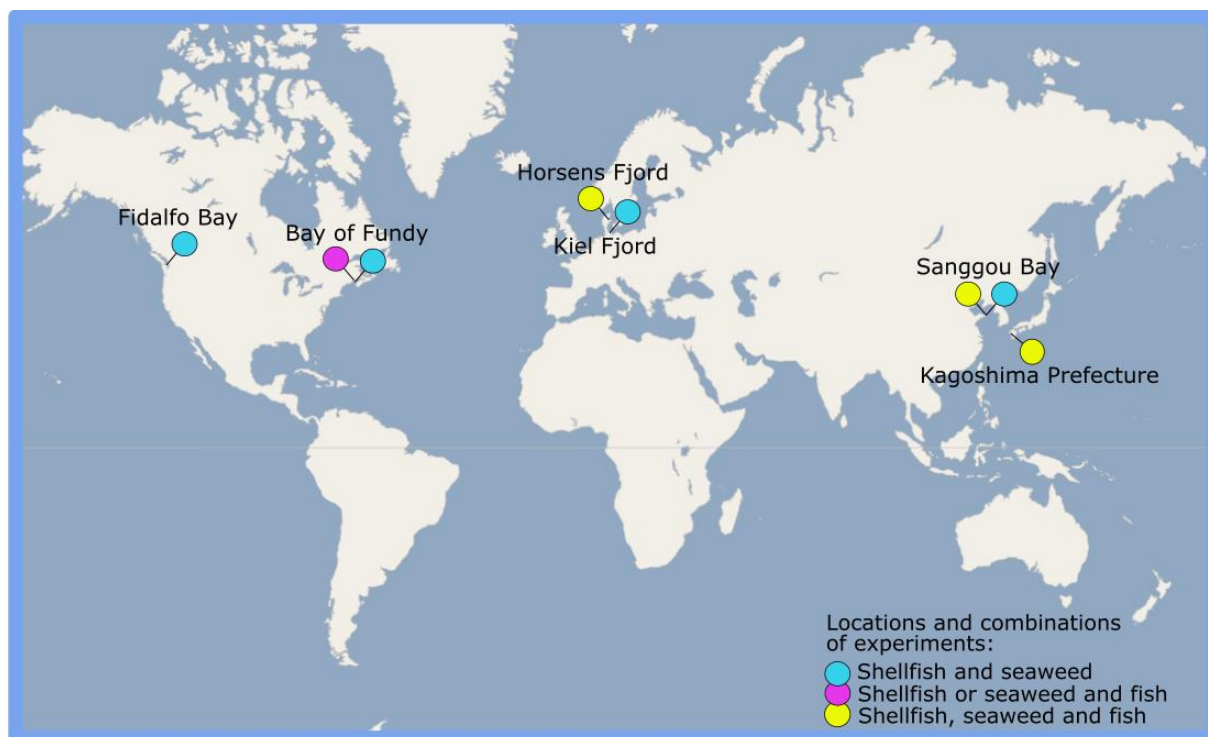 Horsens Fjord
Fidalfo Bay
Bay of Fundy
Kiel Fjord
Sanggou Bay
Kagoshima Prefecture
Locations and combinations
of experiments:
Shellfish and seaweed
Shellfish or seaweed and fish
Shellfish, seaweed and fish